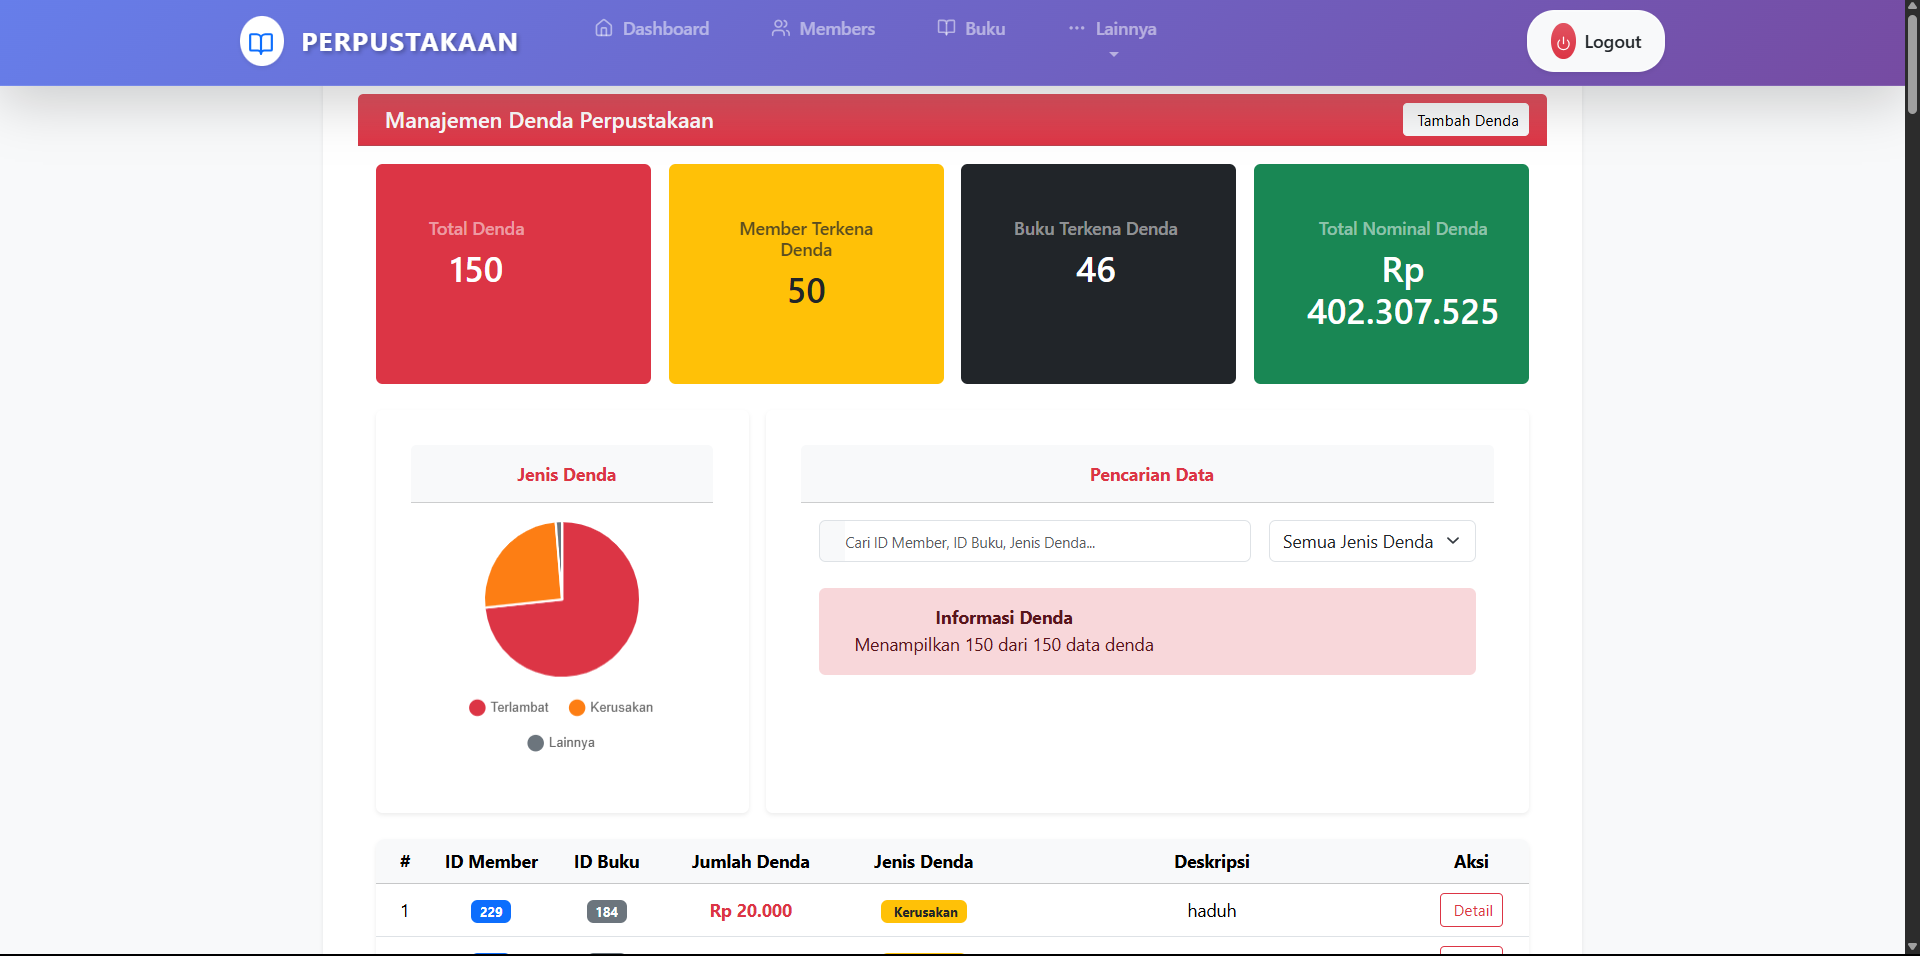 PERPUSTAKAAN
Dashboard
Members
Buku
Lainnya
Logout
Manajemen Denda Perpustakaan
Tambah Denda
Total Denda
150
Member Terkena
Denda
50
Buku Terkena Denda
46
Total Nominal Denda
Rp
402.307.525
Jenis Denda
Terlambat
Kerusakan
Lainnya
Pencarian Data
Cari ID Member, ID Buku, Jenis Denda...
Semua Jenis Denda
Informasi Denda
Menampilkan 150 dari 150 data denda
# ID Member ID Buku Jumlah Denda Jenis Denda Deskripsi Aksi
1 229 184 Rp 20.000 Kerusakan haduh Detail